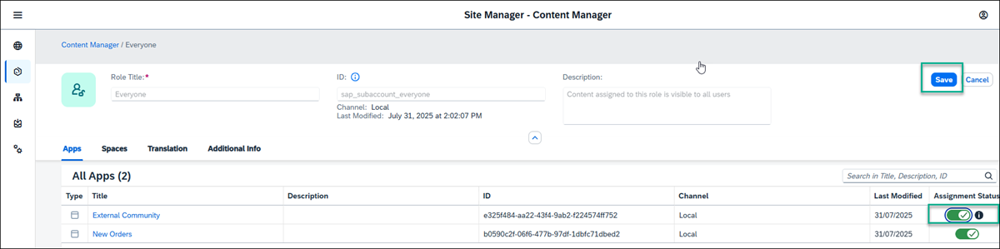 Site Manager - Content Manager
Content Manager / Everyone
Role Title:*
ID:
Description:
Everyone
sap_subaccount_everyone
Content assigned to this role is visible to all users
Save
Cancel
Channel: Local
Last Modified: July 31, 2025 at 2:02:07 PM
Apps
Spaces
Translation
Additional Info
All Apps (2)
Search in Title, Description, ID
Type Title Description ID Channel Last Modified Assignment Status
External Community e325f484-aa22-43f4-9ab2-f224574ff752 Local 31/07/2025
New Orders b0590c2f-06f6-477b-97df-1dbfc71dbed2 Local 31/07/2025